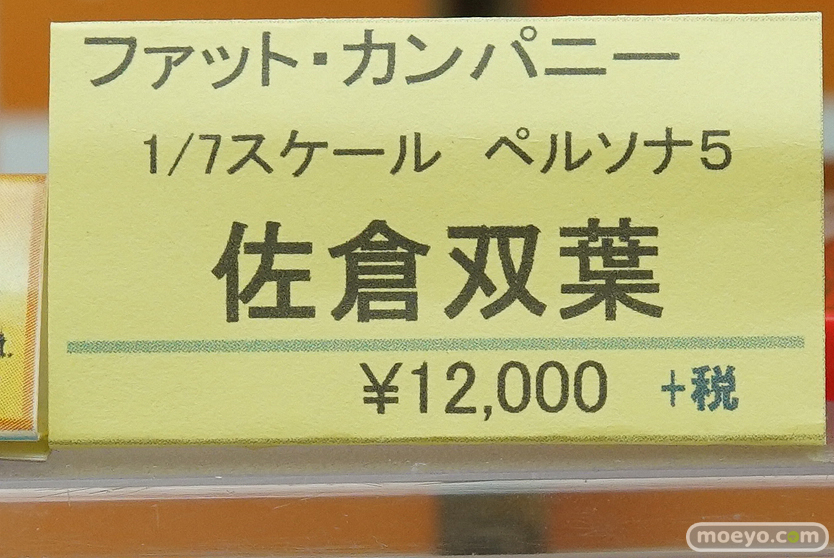 ファット・カンパニー
1/7スケール ペルソナ5
佐倉双葉
¥12,000 +税
moeyo.com